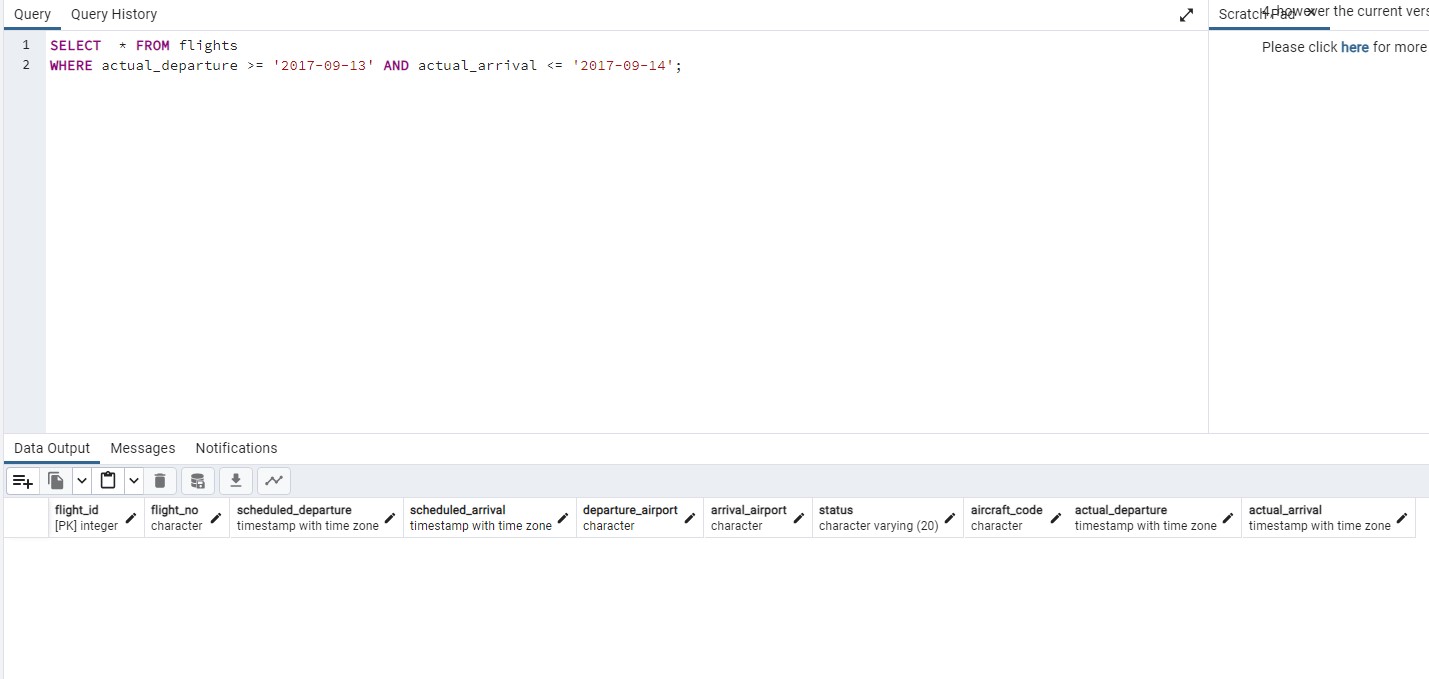 Query Query History
Scratch Pad
4, however the current vers
Please click here for more
1 SELECT  * FROM flights
2 WHERE actual_departure >= '2017-09-13' AND actual_arrival <= '2017-09-14';
Data Output Messages Notifications
flight_id flight_no scheduled_departure scheduled_arrival departure_airport arrival_airport status aircraft_code actual_departure actual_arrival
[PK] integer character timestamp with time zone timestamp with time zone character character character varying (20) character timestamp with time zone timestamp with time zone